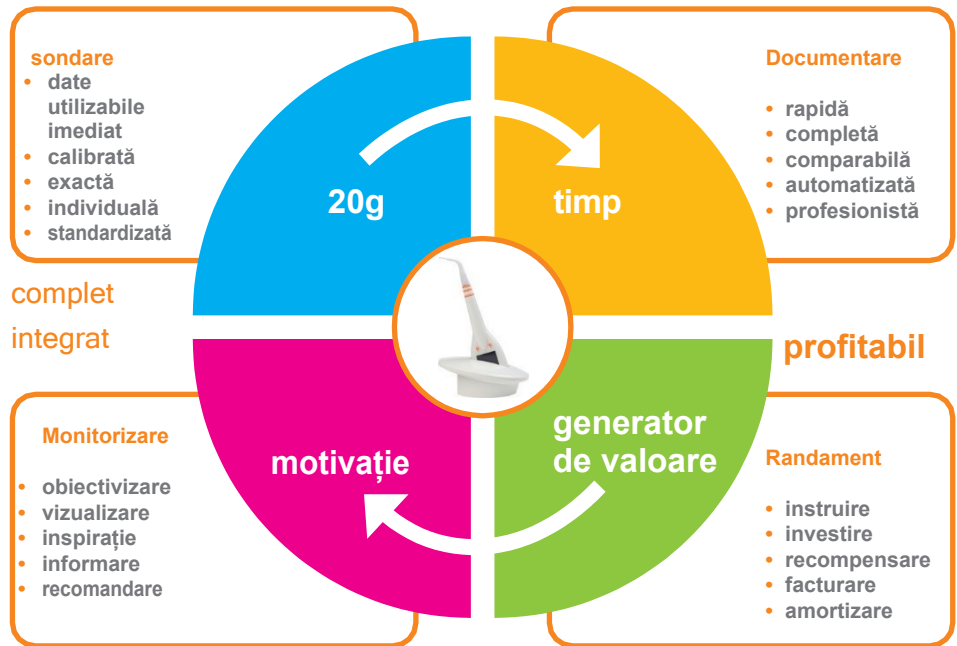 sondare
• date
utilizabile
imediat
• calibrată
• exactă
• individuală
• standardizată
20g
timp
Documentare
• rapidă
• completă
• comparabilă
• automatizată
• profesionistă
complet
integrat
profitabil
Monitorizare
• obiectivizare
• vizualizare
• inspirație
• informare
• recomandare
motivație
generator
de valoare
Randament
• instruire
• investire
• recompensare
• facturare
• amortizare